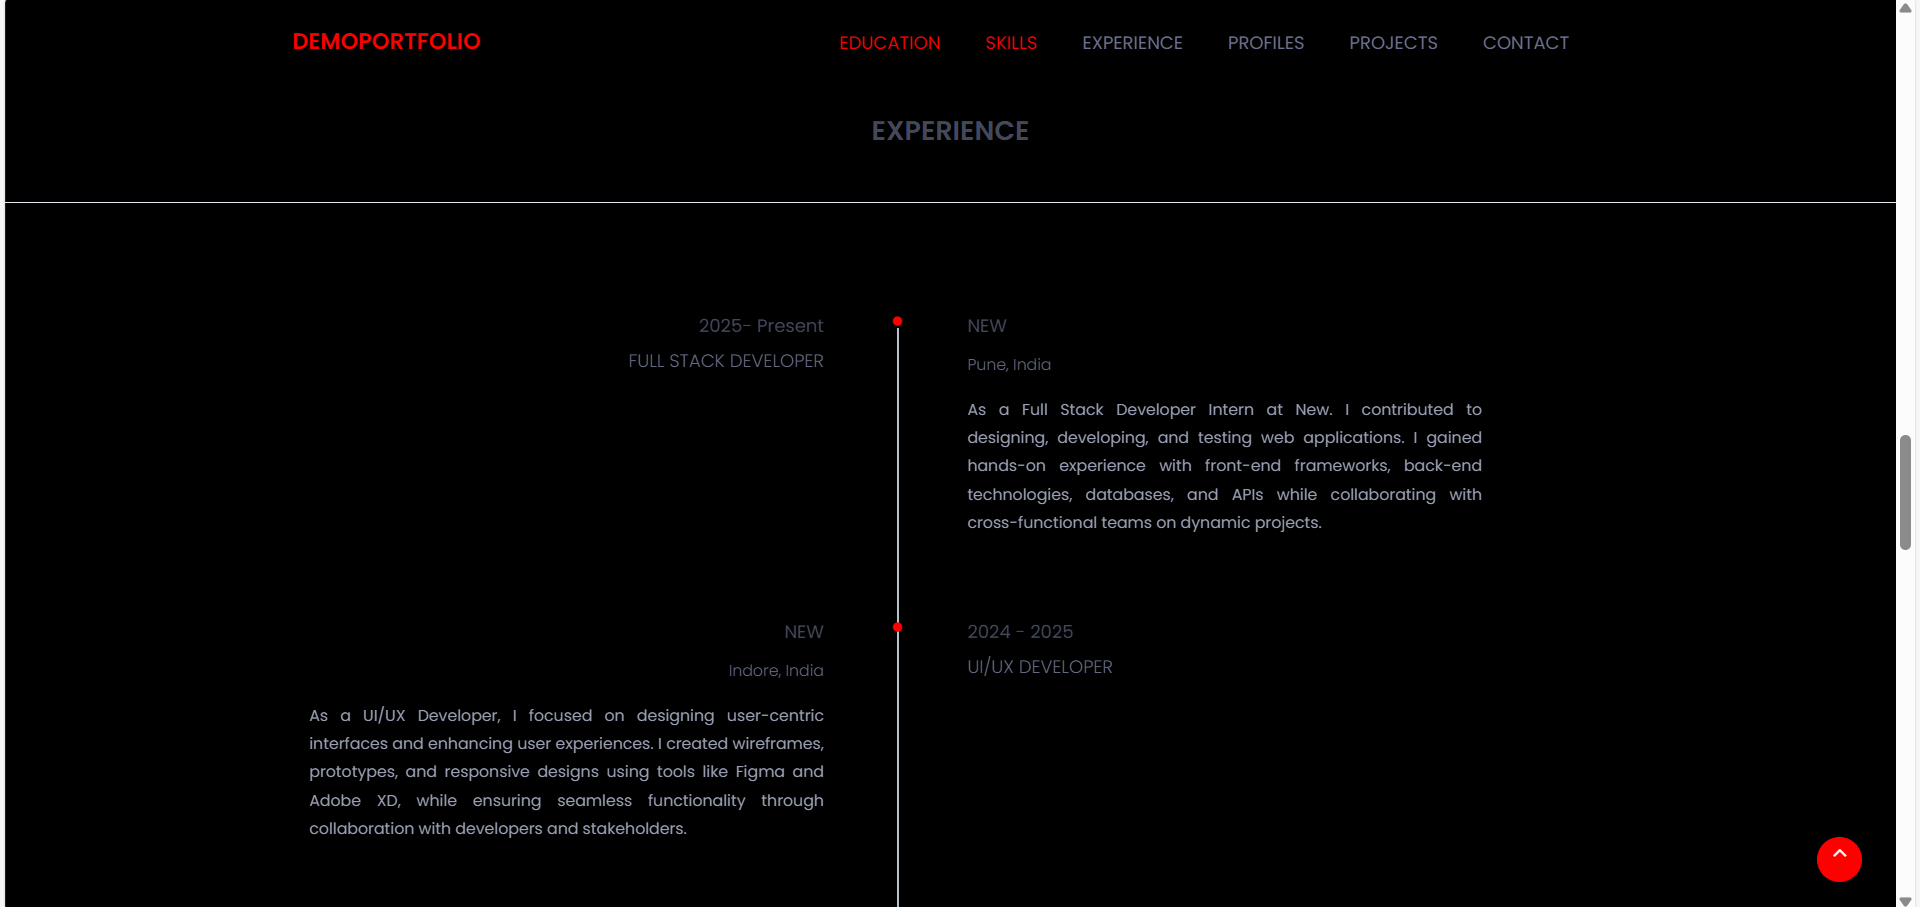 DEMOPORTFOLIO
EDUCATION SKILLS EXPERIENCE PROFILES PROJECTS CONTACT
EXPERIENCE
2025- Present
FULL STACK DEVELOPER
NEW
Pune, India
As a Full Stack Developer Intern at New. I contributed to
designing, developing, and testing web applications. I gained
hands-on experience with front-end frameworks, back-end
technologies, databases, and APIs while collaborating with
cross-functional teams on dynamic projects.
NEW
Indore, India
As a UI/UX Developer, I focused on designing user-centric
interfaces and enhancing user experiences. I created wireframes,
prototypes, and responsive designs using tools like Figma and
Adobe XD, while ensuring seamless functionality through
collaboration with developers and stakeholders.
2024 - 2025
UI/UX DEVELOPER